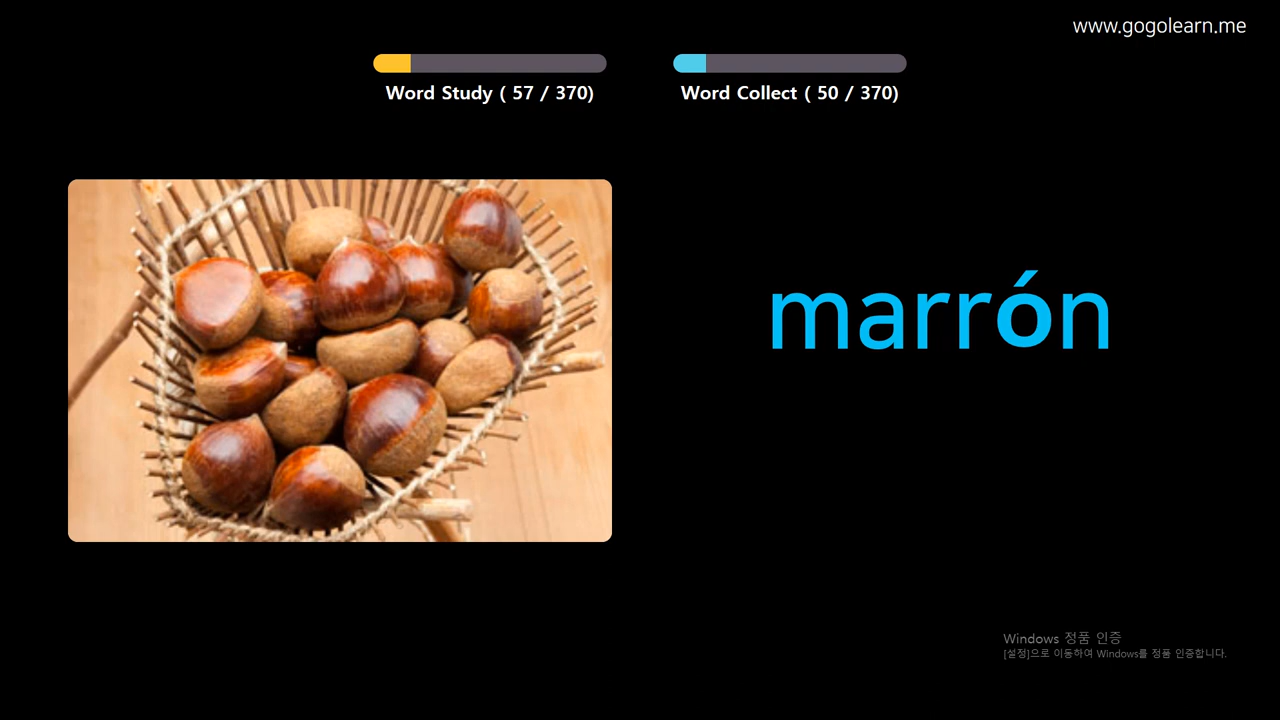 www.gogolearn.me
Word Study ( 57 / 370)
Word Collect ( 50 / 370)
marrón
Windows 정품 인증
[설정]으로 이동하여 Windows를 정품 인증합니다.